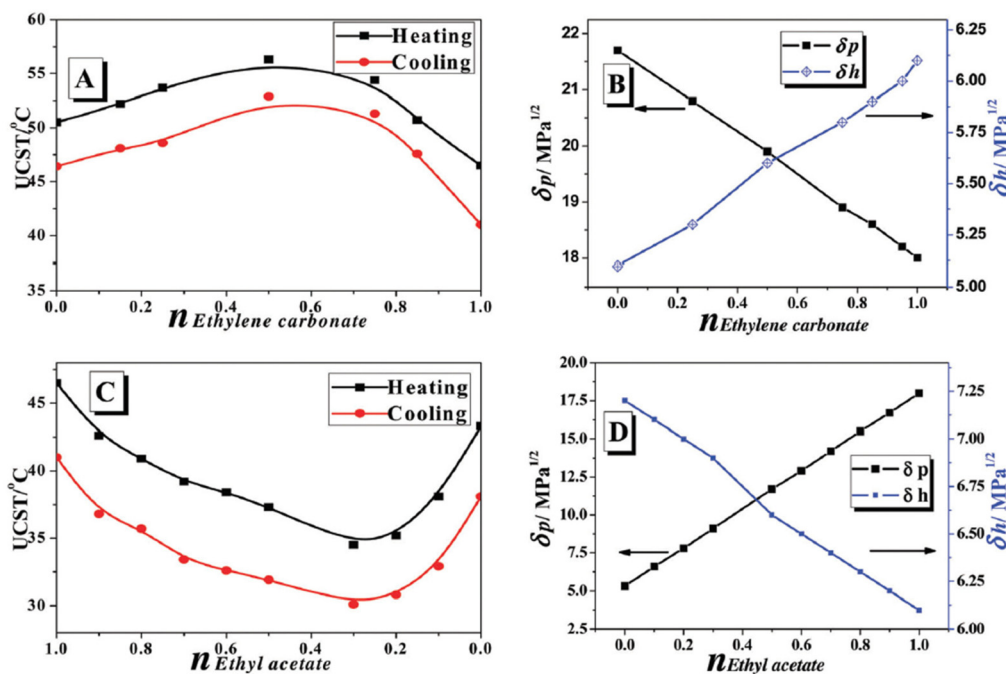 A
Heating
Cooling
UCST/°C
60
55
50
45
40
35
0.0 0.2 0.4 0.6 0.8 1.0
n Ethylene carbonate
B
δp
δh
δp/ MPa1/2
22
21
20
19
18
0.0 0.2 0.4 0.6 0.8 1.0
n Ethylene carbonate
6.25
6.00
5.75
5.50
5.25
5.00
δh/ MPa1/2
C
Heating
Cooling
UCST/°C
45
40
35
30
1.0 0.8 0.6 0.4 0.2 0.0
n Ethyl acetate
D
δ p
δ h
δp/ MPa1/2
20.0
17.5
15.0
12.5
10.0
7.5
5.0
2.5
0.0 0.2 0.4 0.6 0.8 1.0
n Ethyl acetate
7.25
7.00
6.75
6.50
6.25
6.00
δh/ MPa1/2